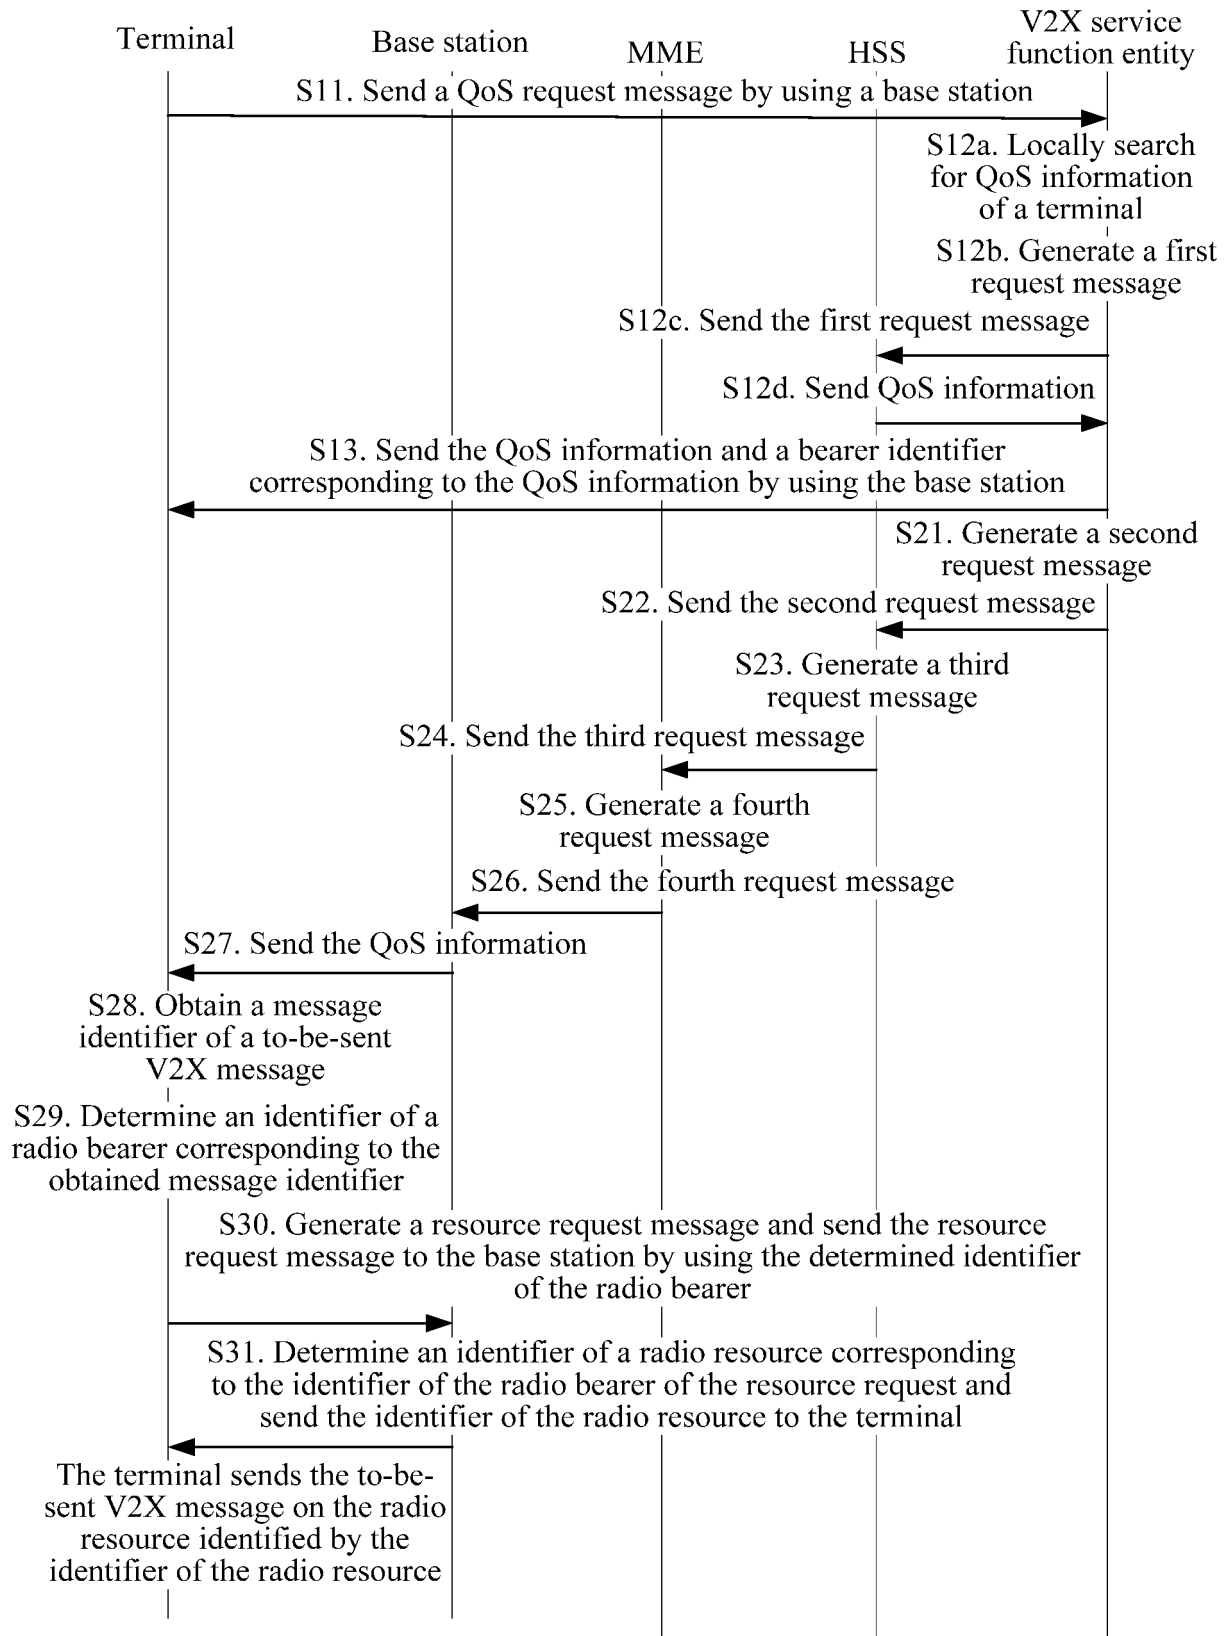 Terminal
Base station
MME
HSS
V2X service
function entity
S11. Send a QoS request message by using a base station
S12a. Locally search
for QoS information
of a terminal
S12b. Generate a first
request message
S12c. Send the first request message
S12d. Send QoS information
S13. Send the QoS information and a bearer identifier
corresponding to the QoS information by using the base station
S21. Generate a second
request message
S22. Send the second request message
S23. Generate a third
request message
S24. Send the third request message
S25. Generate a fourth
request message
S26. Send the fourth request message
S27. Send the QoS information
S28. Obtain a message
identifier of a to-be-sent
V2X message
S29. Determine an identifier of a
radio bearer corresponding to the
obtained message identifier
S30. Generate a resource request message and send the resource
request message to the base station by using the determined identifier
of the radio bearer
S31. Determine an identifier of a radio resource corresponding
to the identifier of the radio bearer of the resource request and
send the identifier of the radio resource to the terminal
The terminal sends the to-be-
sent V2X message on the radio
resource identified by the
identifier of the radio resource